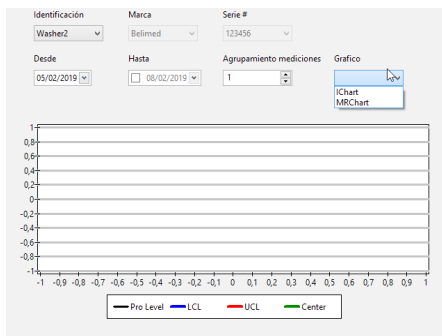 Identificación Marca Serie #
Washer2 Belimed 123456
Desde Hasta Agrupamiento mediciones Grafico
05/02/2019 08/02/2019 1
IChart
MRChart
1
0,8
0,6
0,4
0,2
0
-0,2
-0,4
-0,6
-0,8
-1
-1 -0,9 -0,8 -0,7 -0,6 -0,5 -0,4 -0,3 -0,2 -0,1 0 0,1 0,2 0,3 0,4 0,5 0,6 0,7 0,8 0,9 1
Pro Level LCL UCL Center